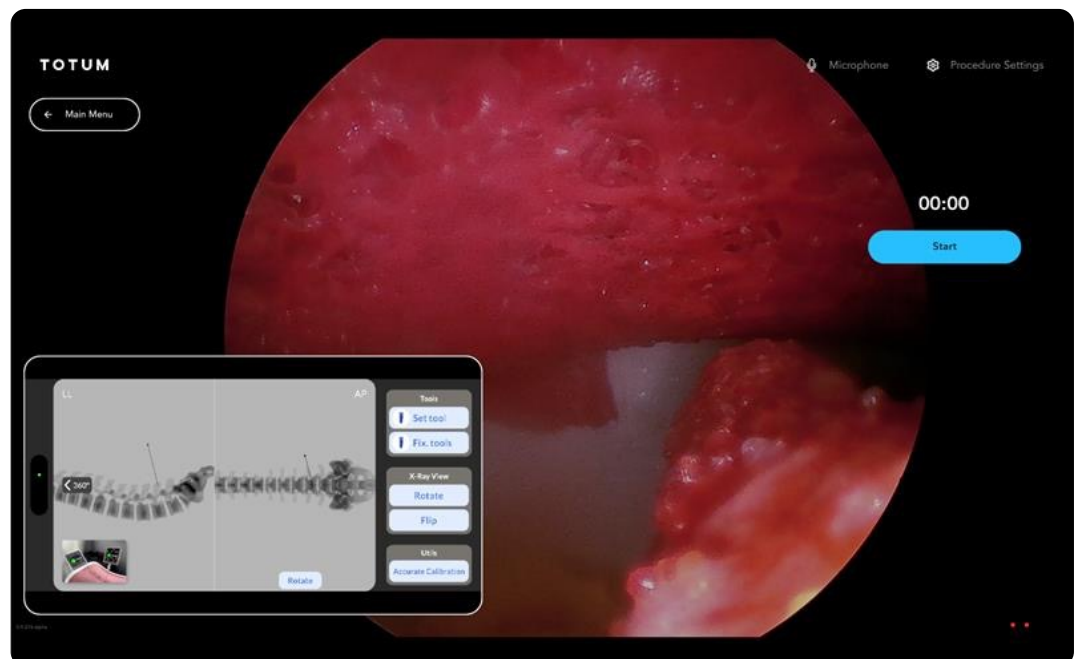 TOTUM
Microphone
Procedure Settings
Main Menu
00:00
Start
LL
AP
360°
Rotate
Tools
Set tool
Fix. tools
X-Ray View
Rotate
Flip
Utils
Accurate Calibration